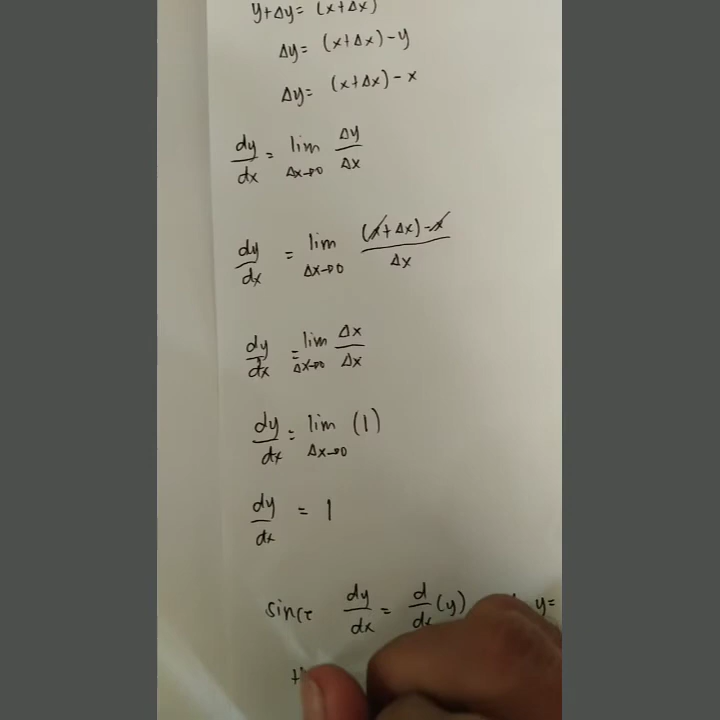 y+Δy= (x+Δx)
Δy= (x+Δx)-y
Δy= (x+Δx)-x
dy/dx = lim Δx→0 Δy/Δx
dy/dx = lim Δx→0 (x+Δx)-x/Δx
dy/dx = lim Δx→0 Δx/Δx
dy/dx = lim Δx→0 (1)
dy/dx = 1
since dy/dx = d/dx (y) y=